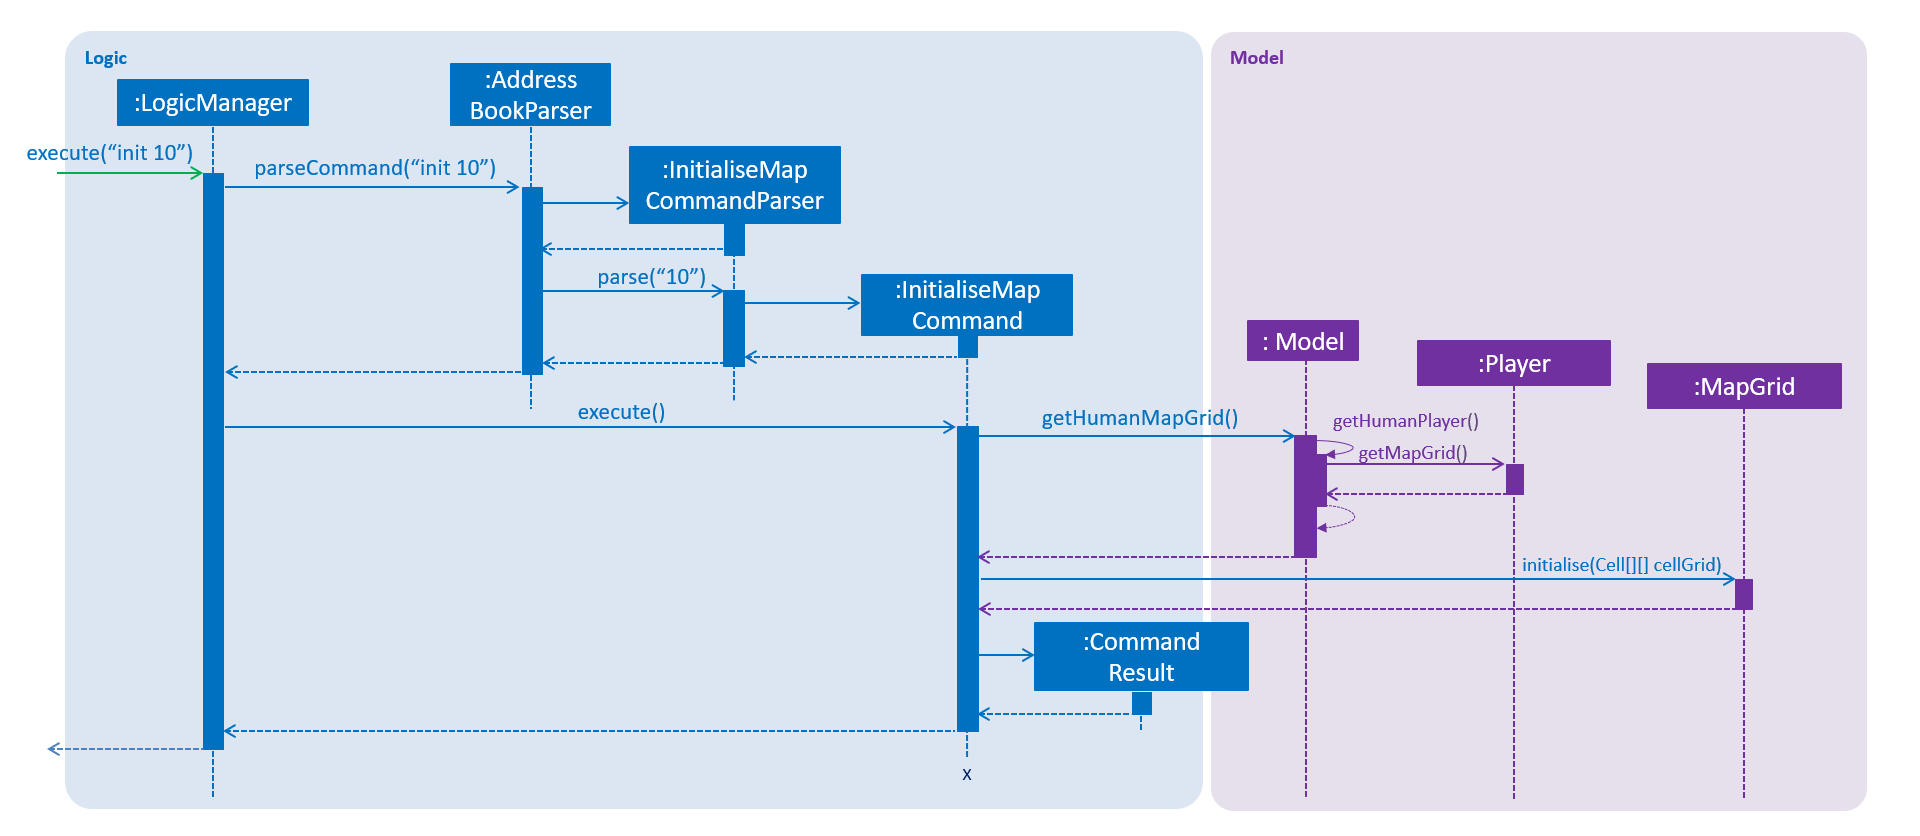 Logic
Model
:LogicManager
:Address
BookParser
execute(“init 10”)
parseCommand(“init 10”)
:InitialiseMap
CommandParser
parse(“10”)
:InitialiseMap
Command
: Model
:Player
:MapGrid
execute()
getHumanMapGrid()
getHumanPlayer()
getMapGrid()
initialise(Cell[][] cellGrid)
:Command
Result
x